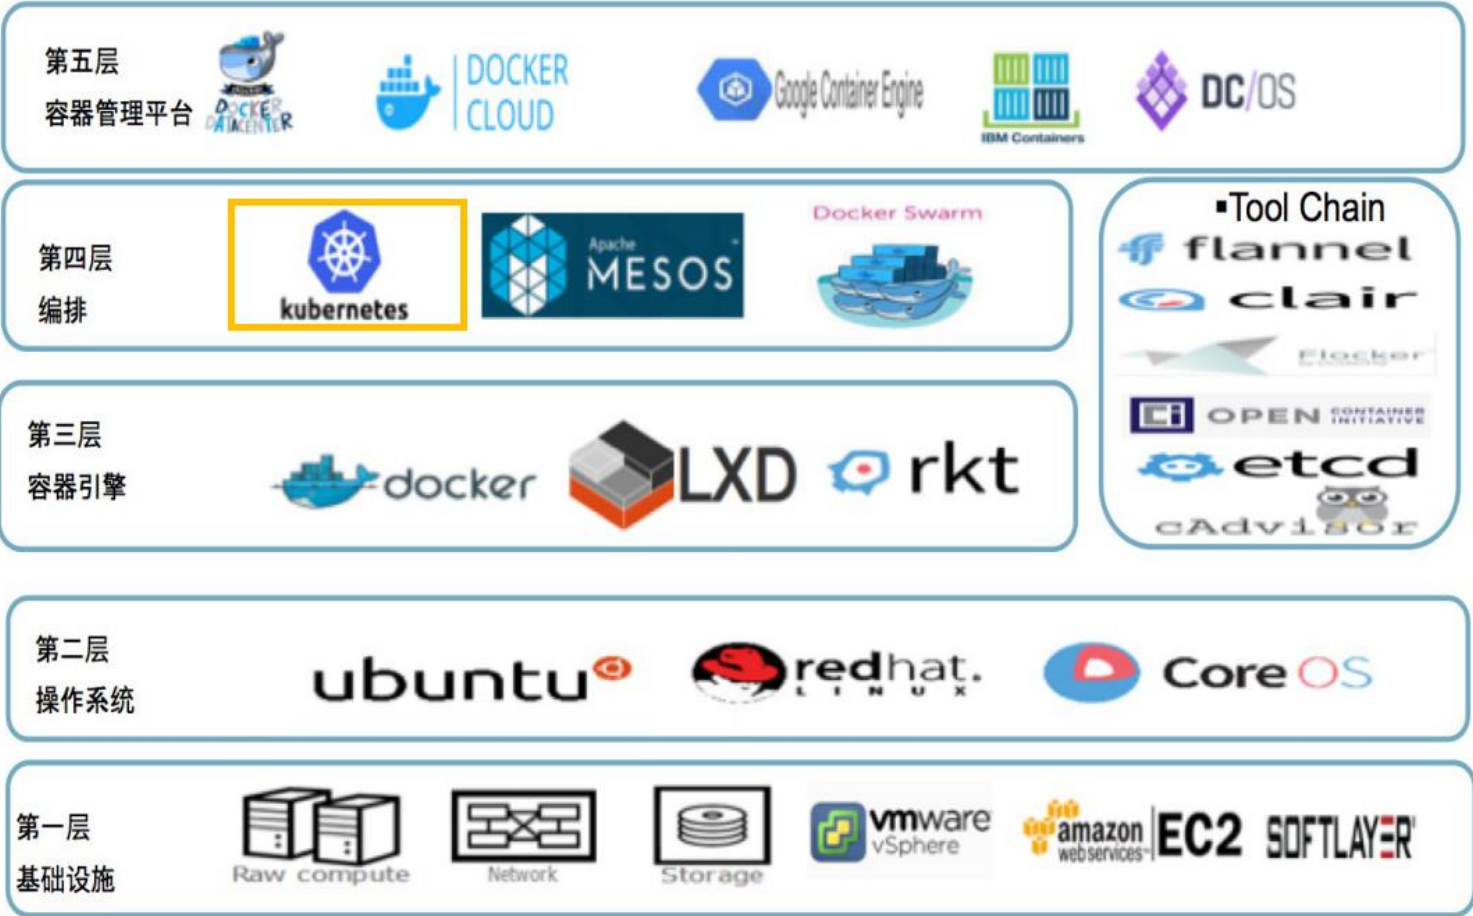 第五层
容器管理平台
DOCKER
DATACENTER
DOCKER
CLOUD
Google Container Engine
IBM Containers
DC/OS
第四层
编排
kubernetes
Apache
MESOS™
Docker Swarm
▪Tool Chain
flannel
clair
Flocker
Ci OPEN CONTAINER
INITIATIVE
etcd
cAdvisor
第三层
容器引擎
docker
LXD
rkt
第二层
操作系统
ubuntu
redhat.
LINUX
Core OS
第一层
基础设施
Raw compute
Network
Storage
vmware
vSphere
amazon
webservices™
EC2
SOFTLAYER